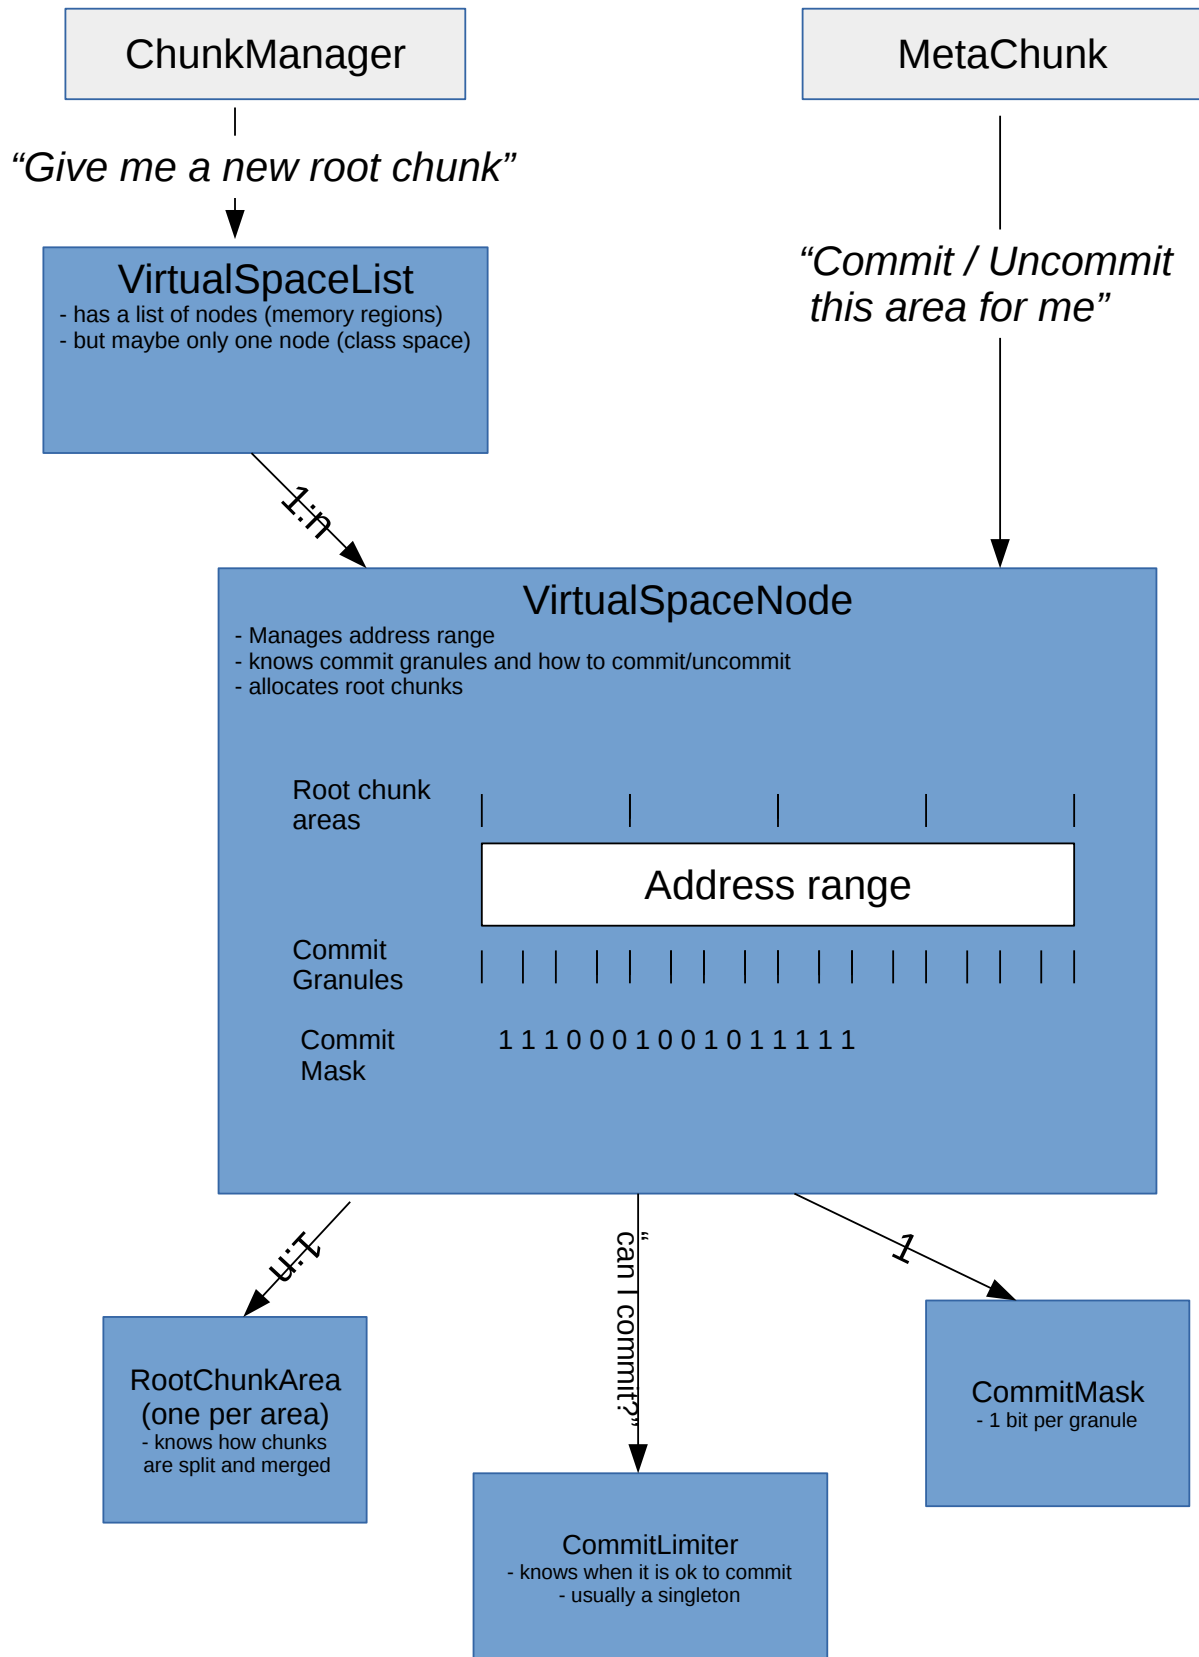 ChunkManager
MetaChunk
“Give me a new root chunk”
“Commit / Uncommit
this area for me”
VirtualSpaceList
- has a list of nodes (memory regions)
- but maybe only one node (class space)
1:n
VirtualSpaceNode
- Manages address range
- knows commit granules and how to commit/uncommit
- allocates root chunks
Root chunk
areas
Address range
Commit
Granules
Commit
Mask
1 1 1 0 0 0 1 0 0 1 0 1 1 1 1 1
1:n
“
can I commit?”
1
RootChunkArea
(one per area)
- knows how chunks
are split and merged
CommitMask
- 1 bit per granule
CommitLimiter
- knows when it is ok to commit
- usually a singleton